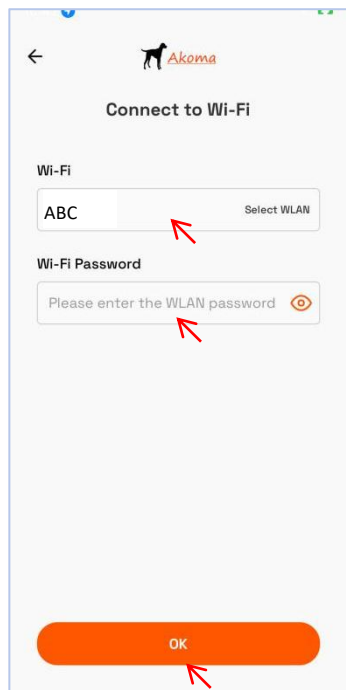 Akoma
Connect to Wi-Fi
Wi-Fi
ABC Select WLAN
Wi-Fi Password
Please enter the WLAN password
OK